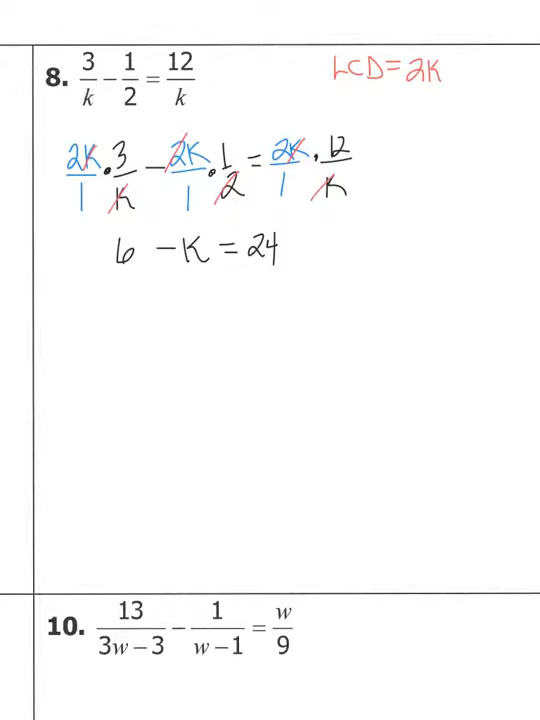 8. 3/k − 1/2 = 12/k
LCD = 2K
2K/1 · 3/K − 2K/1 · 1/2 = 2K/1 · 12/K
6 − K = 24
10. 13/(3w − 3) − 1/(w − 1) = w/9